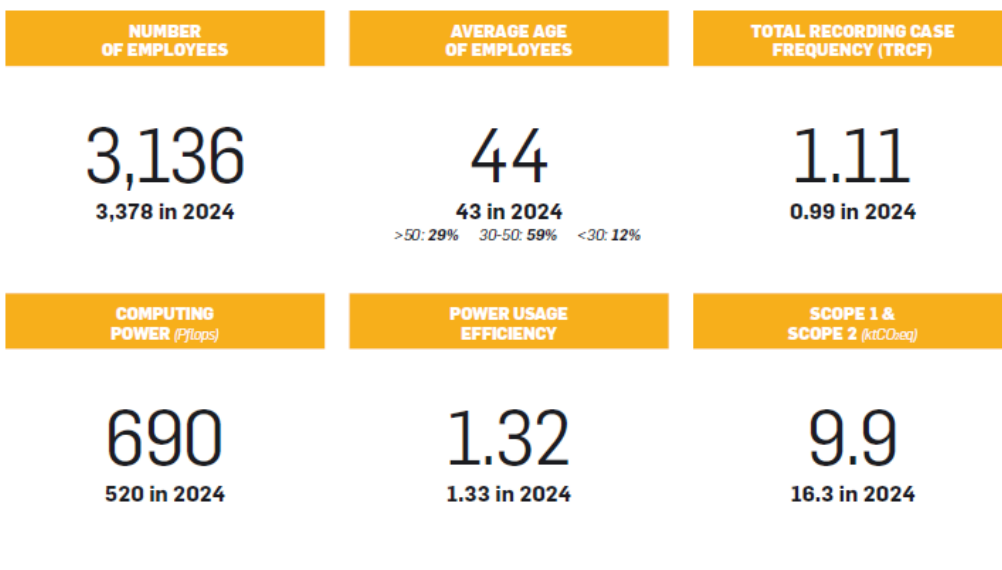 NUMBER
OF EMPLOYEES
3,136
3,378 in 2024
AVERAGE AGE
OF EMPLOYEES
44
43 in 2024
>50: 29% 30-50: 59% <30: 12%
TOTAL RECORDING CASE
FREQUENCY (TRCF)
1.11
0.99 in 2024
COMPUTING
POWER (Pflops)
690
520 in 2024
POWER USAGE
EFFICIENCY
1.32
1.33 in 2024
SCOPE 1 &
SCOPE 2 (ktCO₂eq)
9.9
16.3 in 2024